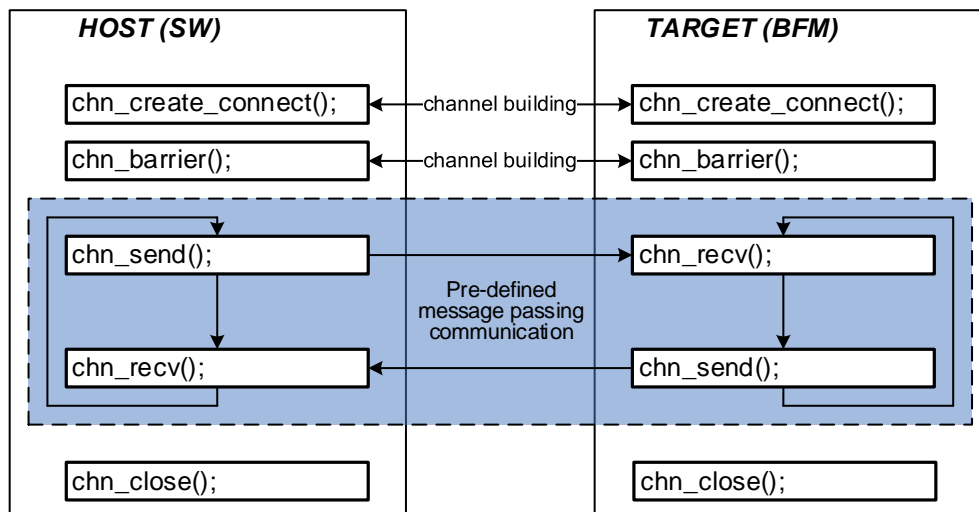 HOST (SW)
TARGET (BFM)
chn_create_connect();
channel building
chn_create_connect();
chn_barrier();
channel building
chn_barrier();
chn_send();
chn_recv();
Pre-defined
message passing
communication
chn_recv();
chn_send();
chn_close();
chn_close();